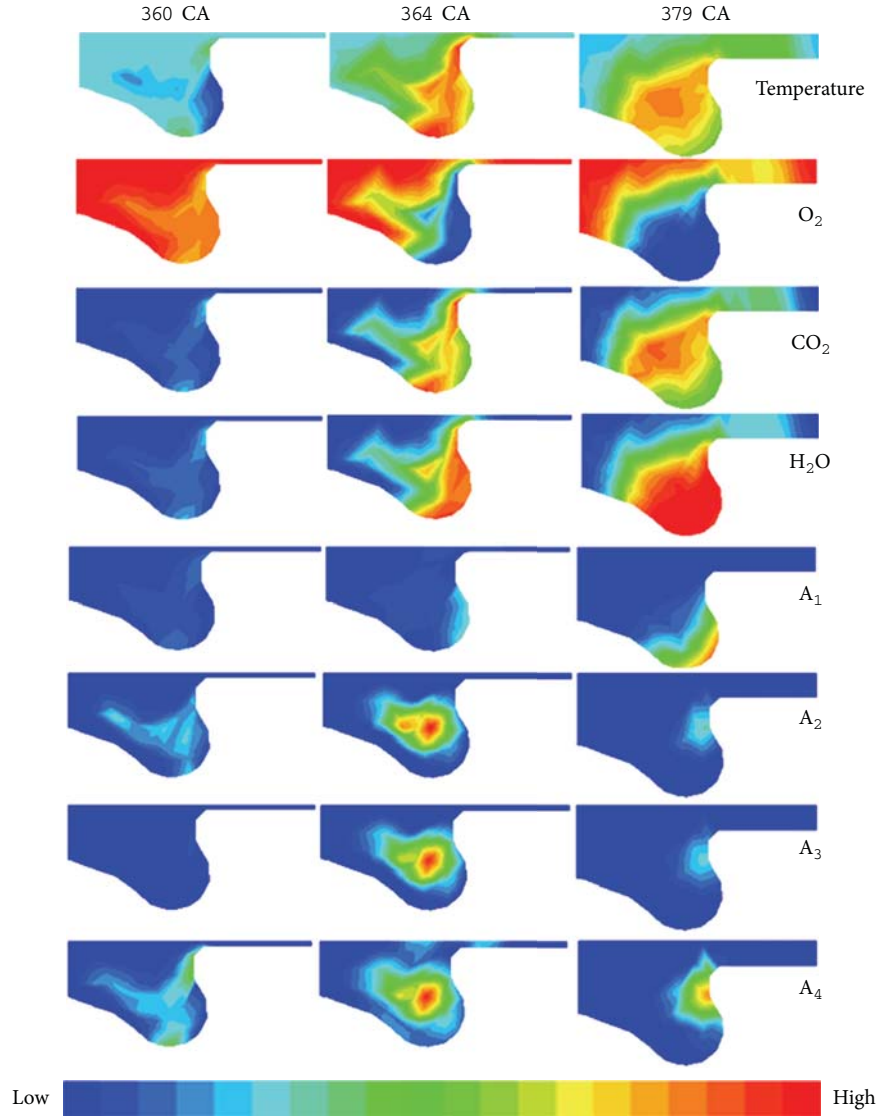 360 CA 364 CA 379 CA
Temperature
O₂
CO₂
H₂O
A₁
A₂
A₃
A₄
Low High